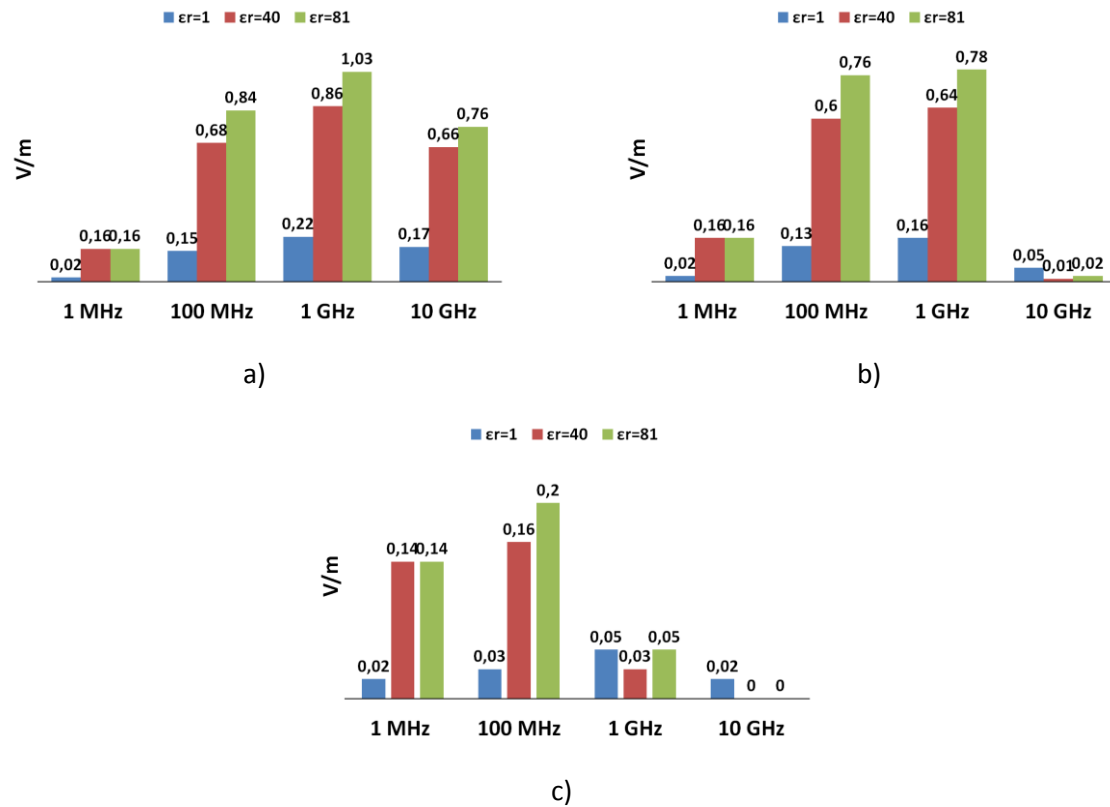 εr=1 εr=40 εr=81
V/m
0,02 0,16 0,16 0,15 0,68 0,84 0,22 0,86 1,03 0,17 0,66 0,76
1 MHz 100 MHz 1 GHz 10 GHz
a)
εr=1 εr=40 εr=81
V/m
0,02 0,16 0,16 0,13 0,6 0,76 0,16 0,64 0,78 0,05 0,01 0,02
1 MHz 100 MHz 1 GHz 10 GHz
b)
εr=1 εr=40 εr=81
V/m
0,02 0,14 0,14 0,03 0,16 0,2 0,05 0,03 0,05 0,02 0 0
1 MHz 100 MHz 1 GHz 10 GHz
c)